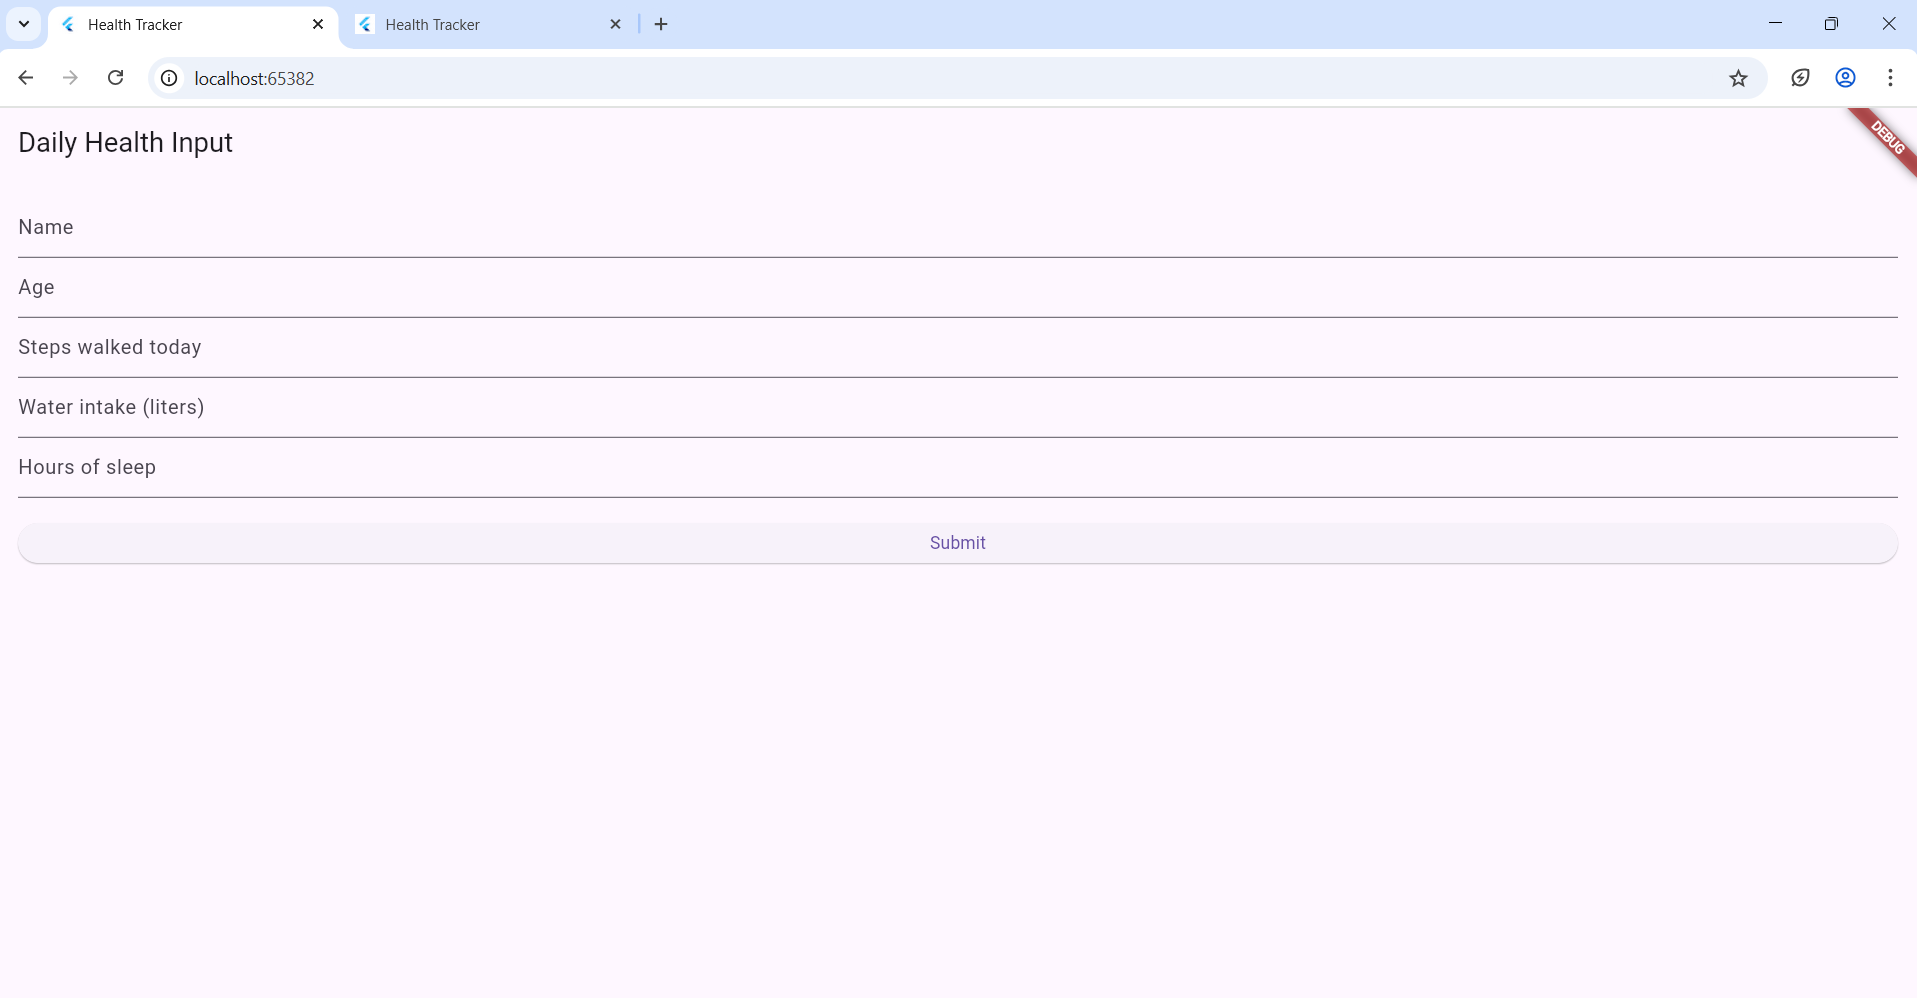 Health Tracker
Health Tracker
localhost:65382
Daily Health Input
DEBUG
Name
Age
Steps walked today
Water intake (liters)
Hours of sleep
Submit